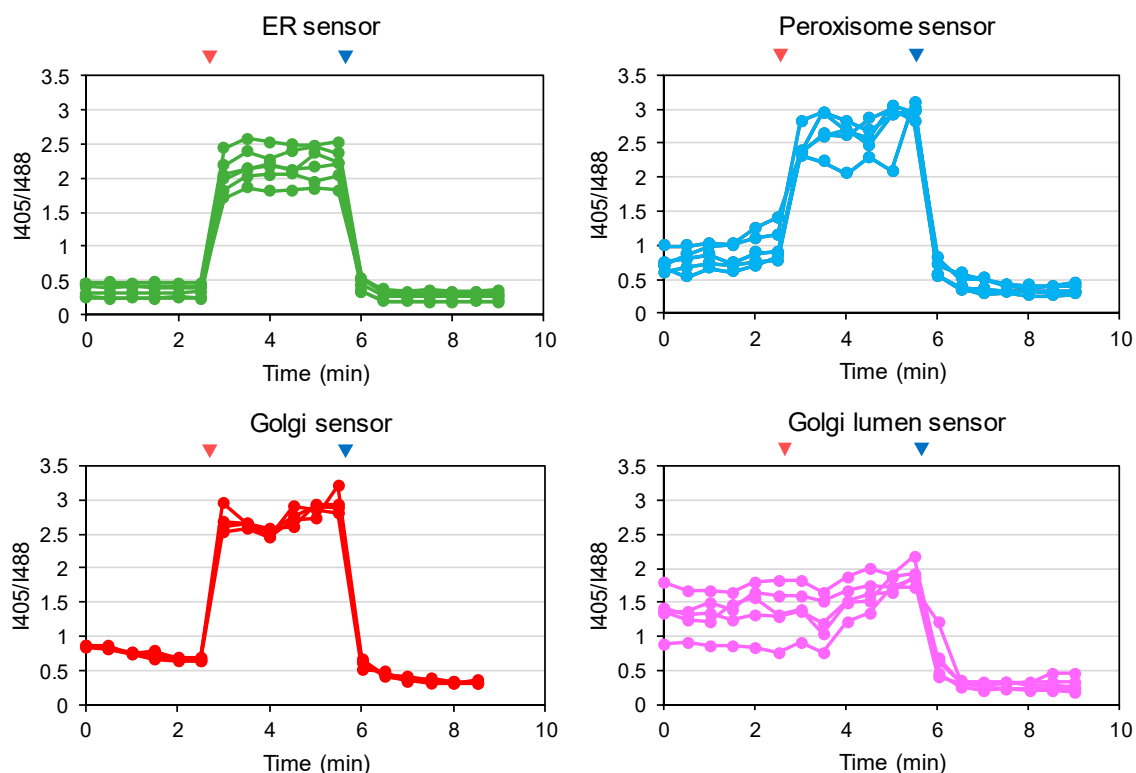 ER sensor
3.5
3
2.5
2
1.5
1
0.5
0
I405/I488
0 2 4 6 8 10
Time (min)
Peroxisome sensor
3.5
3
2.5
2
1.5
1
0.5
0
I405/I488
0 2 4 6 8 10
Time (min)
Golgi sensor
3.5
3
2.5
2
1.5
1
0.5
0
I405/I488
0 2 4 6 8 10
Time (min)
Golgi lumen sensor
3.5
3
2.5
2
1.5
1
0.5
0
I405/I488
0 2 4 6 8 10
Time (min)